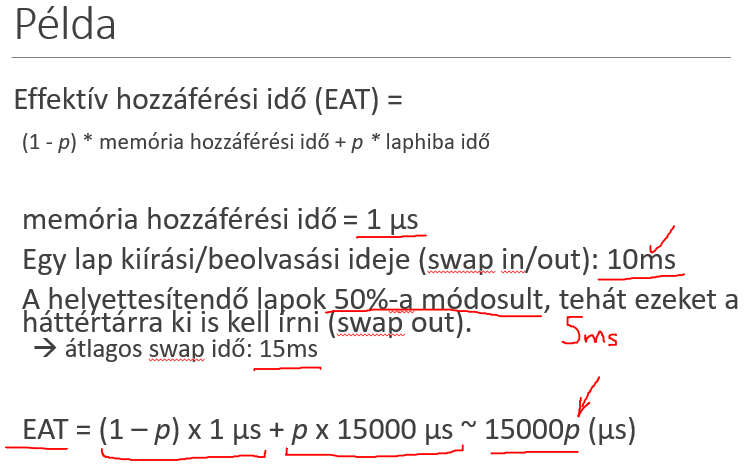 Példa
Effektív hozzáférési idő (EAT) =
(1 - p) * memória hozzáférési idő + p * laphiba idő
memória hozzáférési idő = 1 μs
Egy lap kiírási/beolvasási ideje (swap in/out): 10ms
A helyettesítendő lapok 50%-a módosult, tehát ezeket a
háttértárra ki is kell írni (swap out).
5ms
→ átlagos swap idő: 15ms
EAT = (1 – p) x 1 μs + p x 15000 μs ~ 15000p (μs)